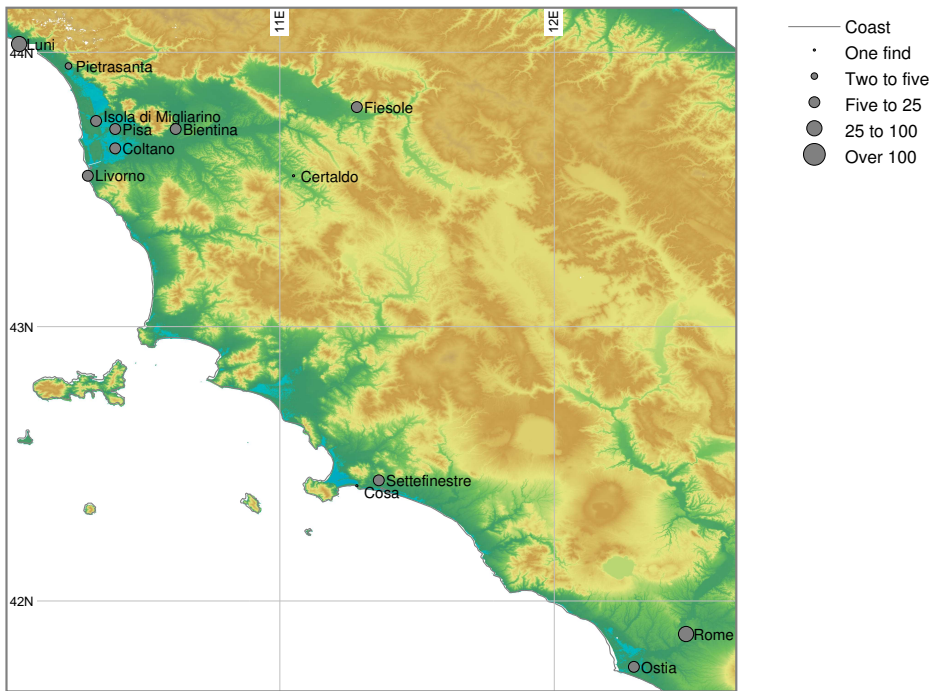 11E
12E
Luni
44N
Pietrasanta
Isola di Migliarino
Pisa
Bientina
Fiesole
Coltano
Livorno
Certaldo
43N
Settefinestre
Cosa
42N
Rome
Ostia
Coast
One find
Two to five
Five to 25
25 to 100
Over 100